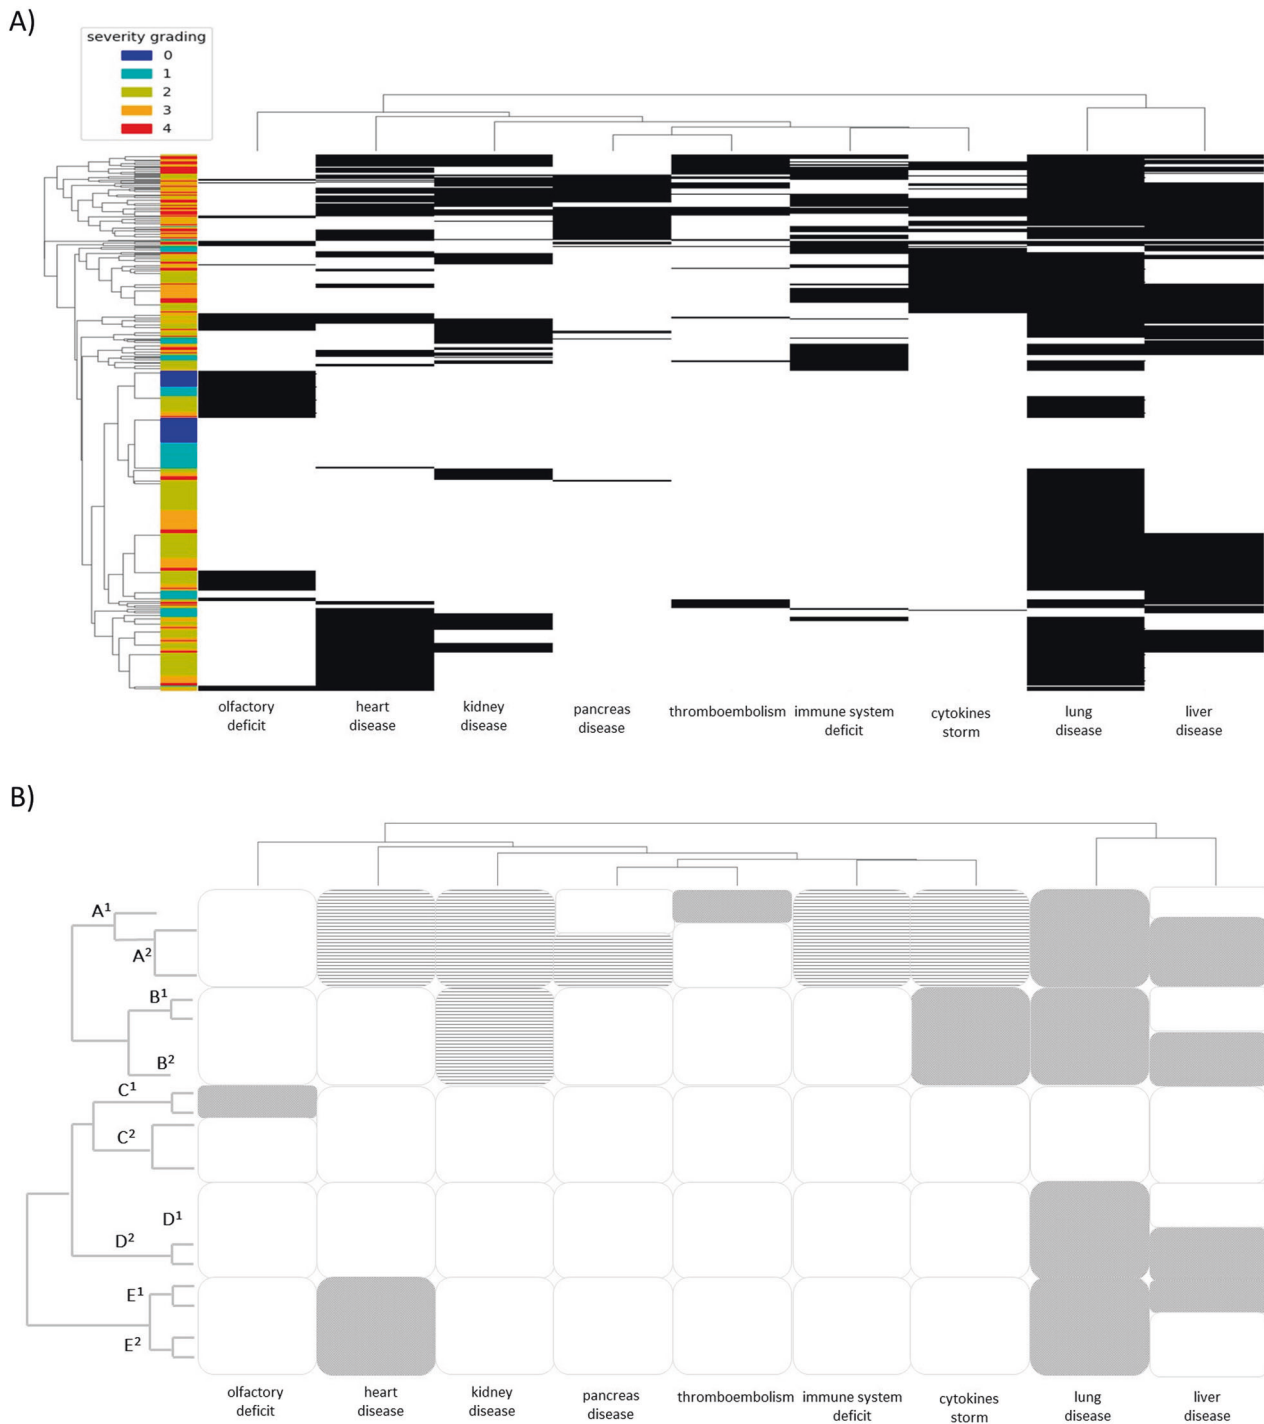 A)
severity grading
0
1
2
3
4
olfactory
deficit
heart
disease
kidney
disease
pancreas
disease
thromboembolism
immune system
deficit
cytokines
storm
lung
disease
liver
disease
B)
A¹
A²
B¹
B²
C¹
C²
D¹
D²
E¹
E²
olfactory
deficit
heart
disease
kidney
disease
pancreas
disease
thromboembolism
immune system
deficit
cytokines
storm
lung
disease
liver
disease